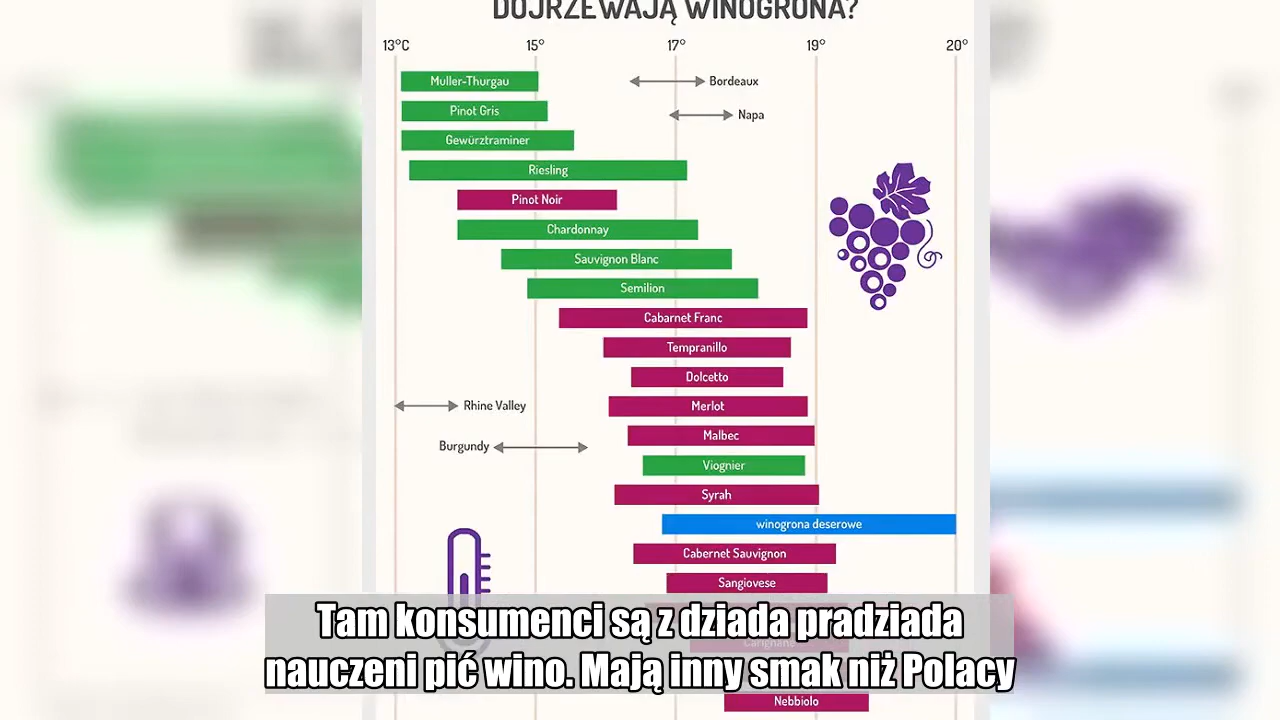 DOJRZEWAJĄ WINOGRONA?
13°C 15° 17° 19° 20°
Muller-Thurgau
Bordeaux
Pinot Gris
Napa
Gewürztraminer
Riesling
Pinot Noir
Chardonnay
Sauvignon Blanc
Semilion
Cabarnet Franc
Tempranillo
Dolcetto
Rhine Valley
Merlot
Malbec
Burgundy
Viognier
Syrah
winogrona deserowe
Cabernet Sauvignon
Sangiovese
Tam konsumenci są z dziada pradziada
nauczeni pić wino. Mają inny smak niż Polacy
Nebbiolo